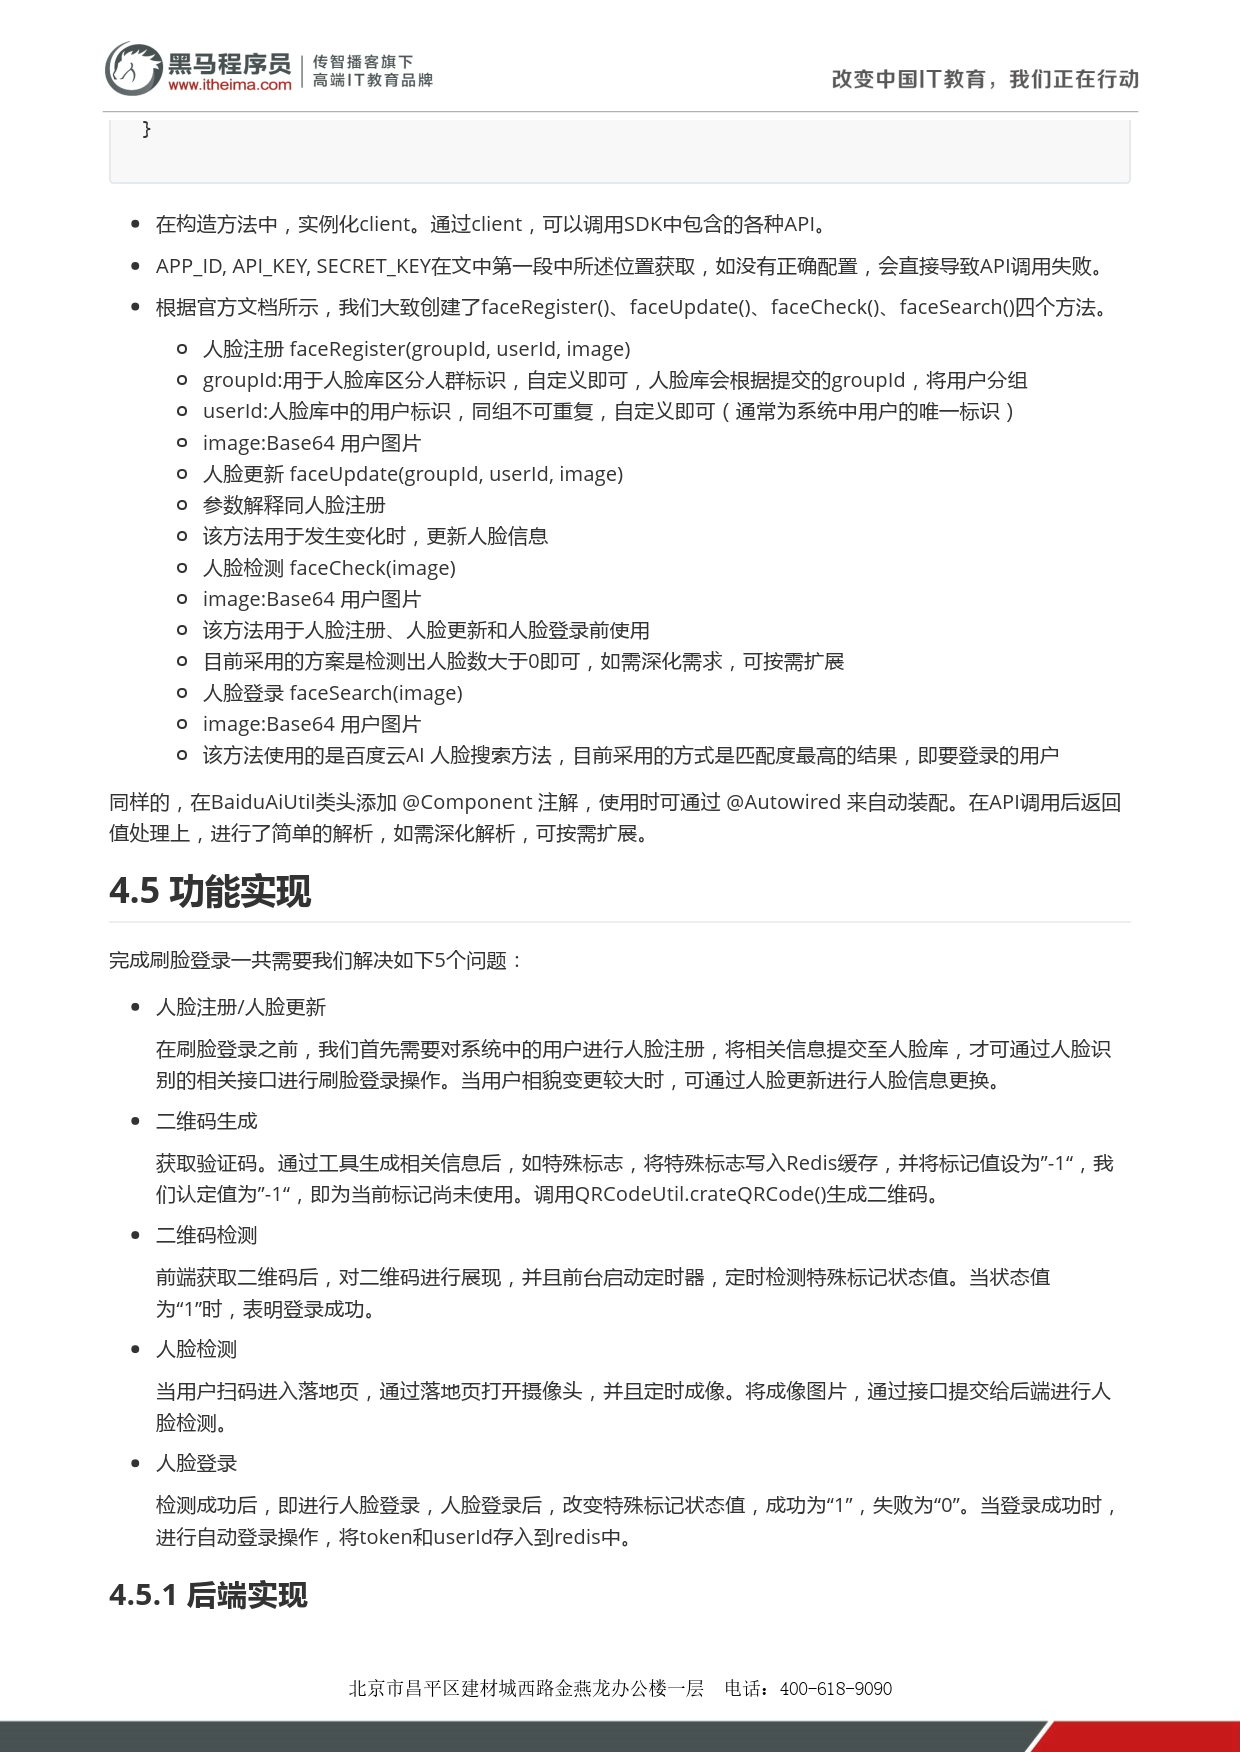 黑马程序员
www.itheima.com
传智播客旗下
高端IT教育品牌
改变中国IT教育，我们正在行动
}
在构造方法中，实例化client。通过client，可以调用SDK中包含的各种API。
APP_ID, API_KEY, SECRET_KEY在文中第一段中所述位置获取，如没有正确配置，会直接导致API调用失败。
根据官方文档所示，我们大致创建了faceRegister()、faceUpdate()、faceCheck()、faceSearch()四个方法。
人脸注册 faceRegister(groupId, userId, image)
groupId:用于人脸库区分人群标识，自定义即可，人脸库会根据提交的groupId，将用户分组
userId:人脸库中的用户标识，同组不可重复，自定义即可（通常为系统中用户的唯一标识）
image:Base64 用户图片
人脸更新 faceUpdate(groupId, userId, image)
参数解释同人脸注册
该方法用于发生变化时，更新人脸信息
人脸检测 faceCheck(image)
image:Base64 用户图片
该方法用于人脸注册、人脸更新和人脸登录前使用
目前采用的方案是检测出人脸数大于0即可，如需深化需求，可按需扩展
人脸登录 faceSearch(image)
image:Base64 用户图片
该方法使用的是百度云AI 人脸搜索方法，目前采用的方式是匹配度最高的结果，即要登录的用户
同样的，在BaiduAiUtil类头添加 @Component 注解，使用时可通过 @Autowired 来自动装配。在API调用后返回
值处理上，进行了简单的解析，如需深化解析，可按需扩展。
4.5 功能实现
完成刷脸登录一共需要我们解决如下5个问题：
人脸注册/人脸更新
在刷脸登录之前，我们首先需要对系统中的用户进行人脸注册，将相关信息提交至人脸库，才可通过人脸识
别的相关接口进行刷脸登录操作。当用户相貌变更较大时，可通过人脸更新进行人脸信息更换。
二维码生成
获取验证码。通过工具生成相关信息后，如特殊标志，将特殊标志写入Redis缓存，并将标记值设为”-1“，我
们认定值为”-1“，即为当前标记尚未使用。调用QRCodeUtil.crateQRCode()生成二维码。
二维码检测
前端获取二维码后，对二维码进行展现，并且前台启动定时器，定时检测特殊标记状态值。当状态值
为“1”时，表明登录成功。
人脸检测
当用户扫码进入落地页，通过落地页打开摄像头，并且定时成像。将成像图片，通过接口提交给后端进行人
脸检测。
人脸登录
检测成功后，即进行人脸登录，人脸登录后，改变特殊标记状态值，成功为“1”，失败为“0”。当登录成功时，
进行自动登录操作，将token和userId存入到redis中。
4.5.1 后端实现
北京市昌平区建材城西路金燕龙办公楼一层 电话：400-618-9090